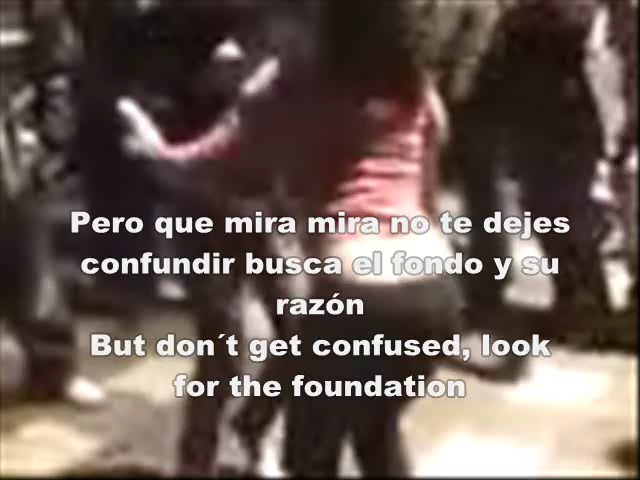 Pero que mira mira no te dejes
confundir busca el fondo y su
razón
But don´t get confused, look
for the foundation